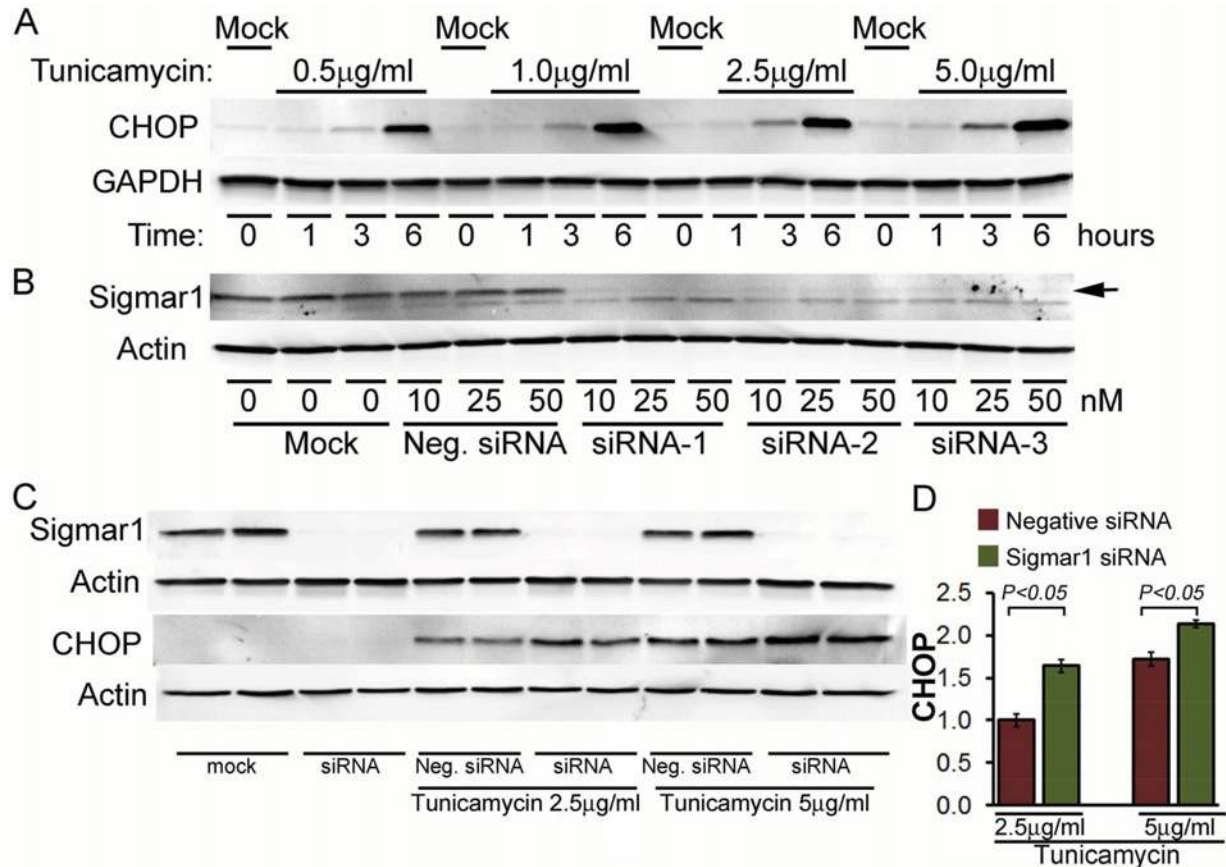 A
Mock Mock Mock Mock
Tunicamycin: 0.5μg/ml 1.0μg/ml 2.5μg/ml 5.0μg/ml
CHOP
GAPDH
Time: 0 1 3 6 0 1 3 6 0 1 3 6 0 1 3 6 hours
B
Sigmar1
Actin
0 0 0 10 25 50 10 25 50 10 25 50 10 25 50 nM
Mock Neg. siRNA siRNA-1 siRNA-2 siRNA-3
C
Sigmar1
Actin
CHOP
Actin
mock siRNA Neg. siRNA siRNA Neg. siRNA siRNA
Tunicamycin 2.5μg/ml Tunicamycin 5μg/ml
D
Negative siRNA
Sigmar1 siRNA
P<0.05 P<0.05
CHOP
2.5
2.0
1.5
1.0
0.5
0.0
2.5μg/ml 5μg/ml
Tunicamycin